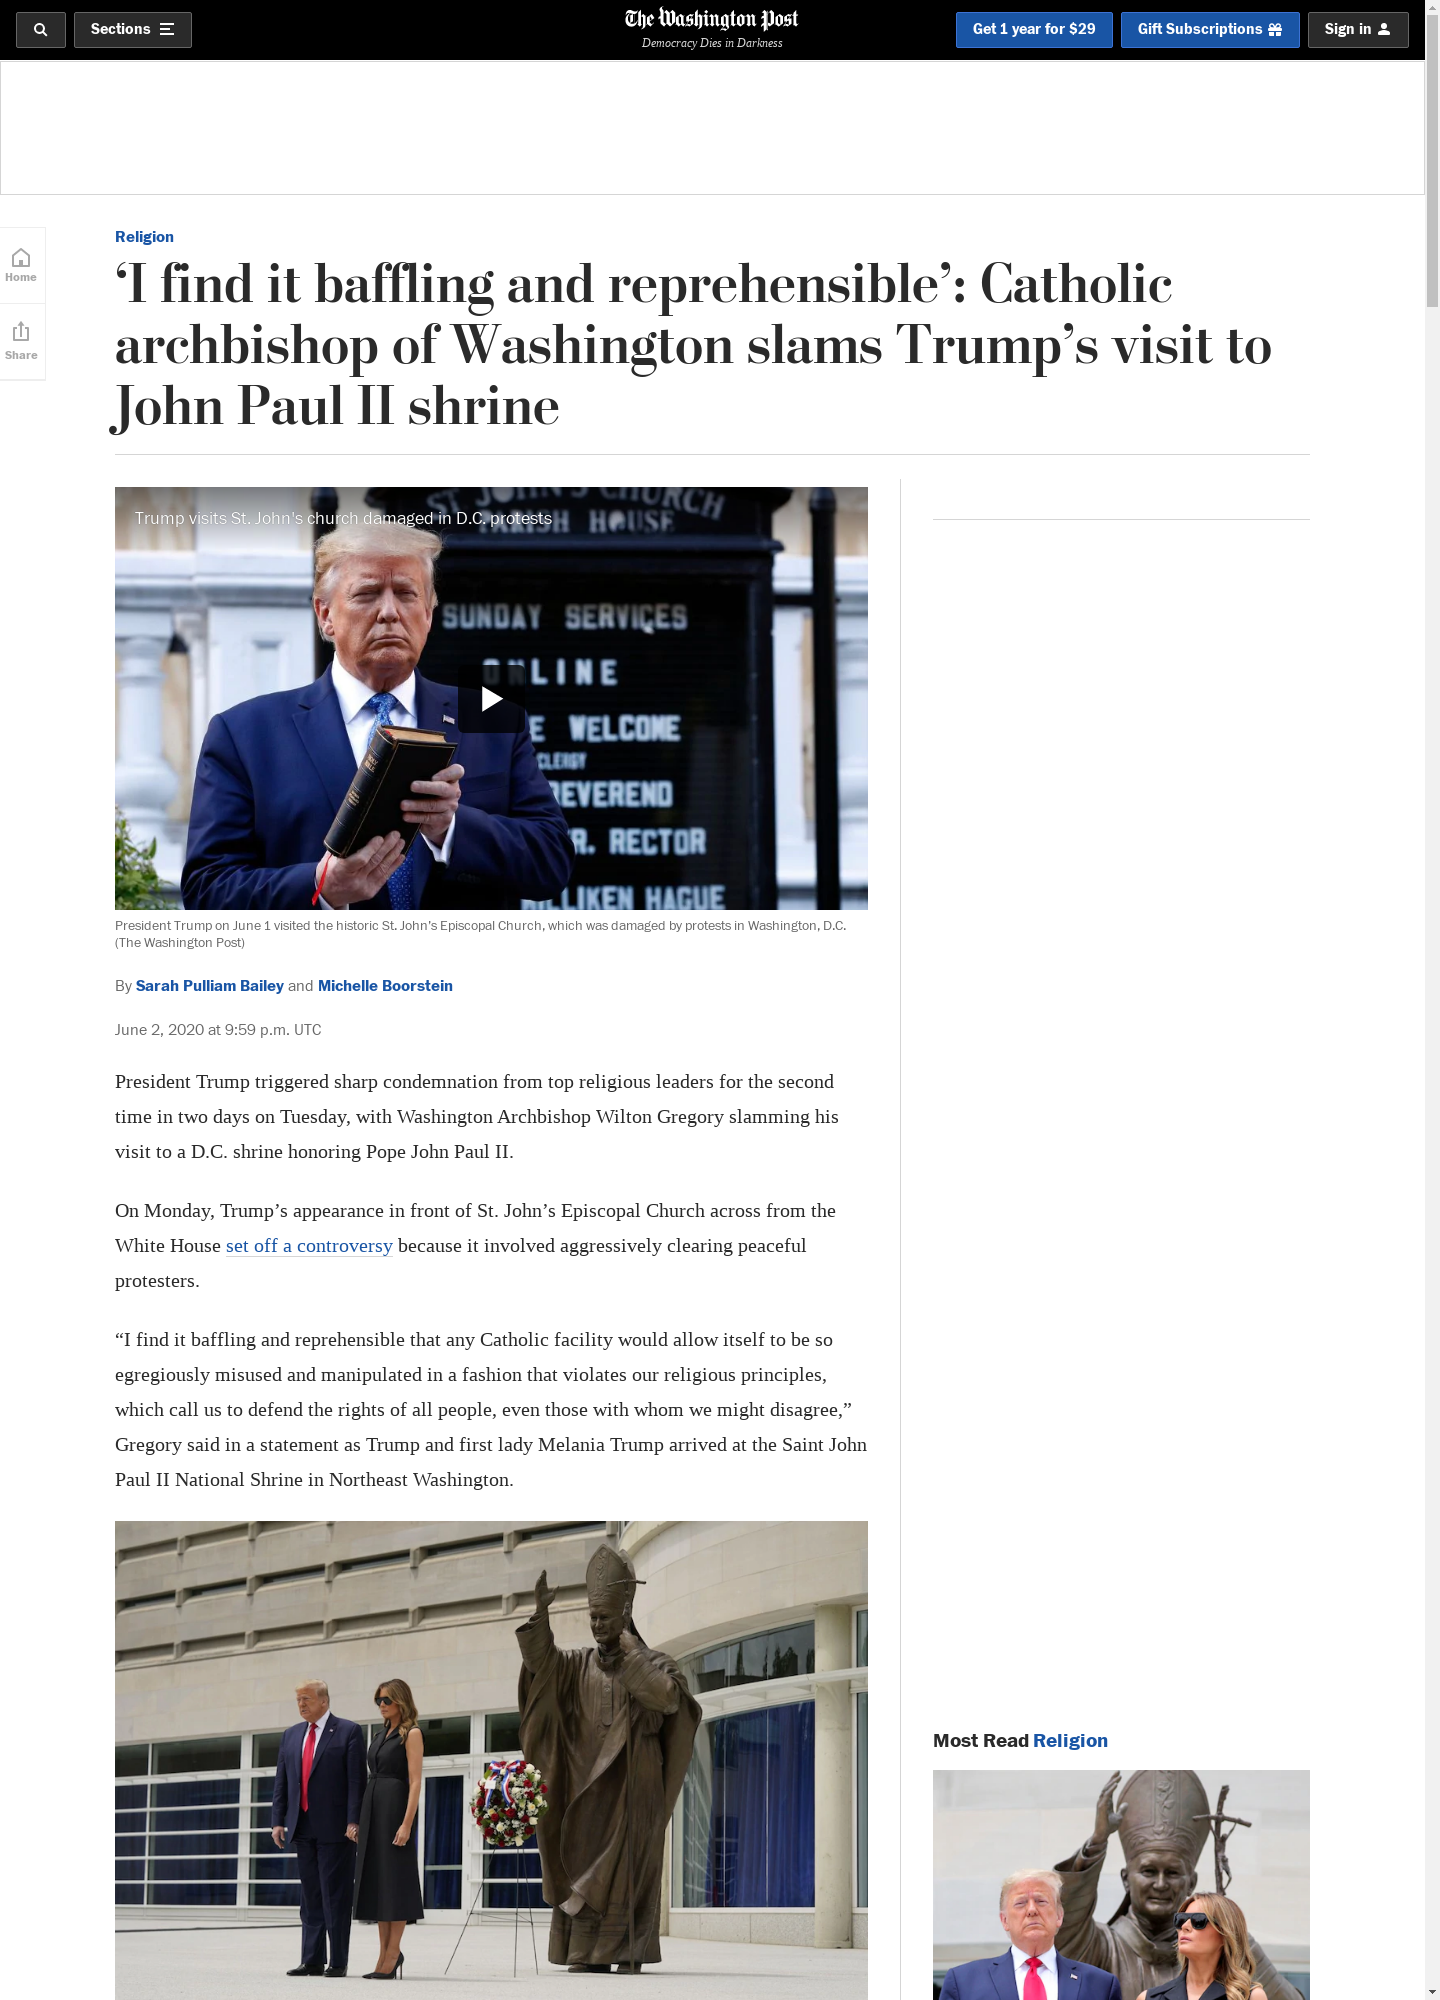 Sections
The Washington Post
Democracy Dies in Darkness
Get 1 year for $29
Gift Subscriptions
Sign in
Home
Share
Religion
‘I find it baffling and reprehensible’: Catholic
archbishop of Washington slams Trump’s visit to
John Paul II shrine
Trump visits St. John's church damaged in D.C. protests
ST JOHN'S CHURCH
HOUSE
SUNDAY SERVICES
ONLINE
E WELCOME
CLERGY
REVEREND
R. RECTOR
LLIKEN HAGUE
President Trump on June 1 visited the historic St. John's Episcopal Church, which was damaged by protests in Washington, D.C.
(The Washington Post)
By Sarah Pulliam Bailey and Michelle Boorstein
June 2, 2020 at 9:59 p.m. UTC
President Trump triggered sharp condemnation from top religious leaders for the second
time in two days on Tuesday, with Washington Archbishop Wilton Gregory slamming his
visit to a D.C. shrine honoring Pope John Paul II.
On Monday, Trump’s appearance in front of St. John’s Episcopal Church across from the
White House set off a controversy because it involved aggressively clearing peaceful
protesters.
“I find it baffling and reprehensible that any Catholic facility would allow itself to be so
egregiously misused and manipulated in a fashion that violates our religious principles,
which call us to defend the rights of all people, even those with whom we might disagree,”
Gregory said in a statement as Trump and first lady Melania Trump arrived at the Saint John
Paul II National Shrine in Northeast Washington.
Most Read Religion